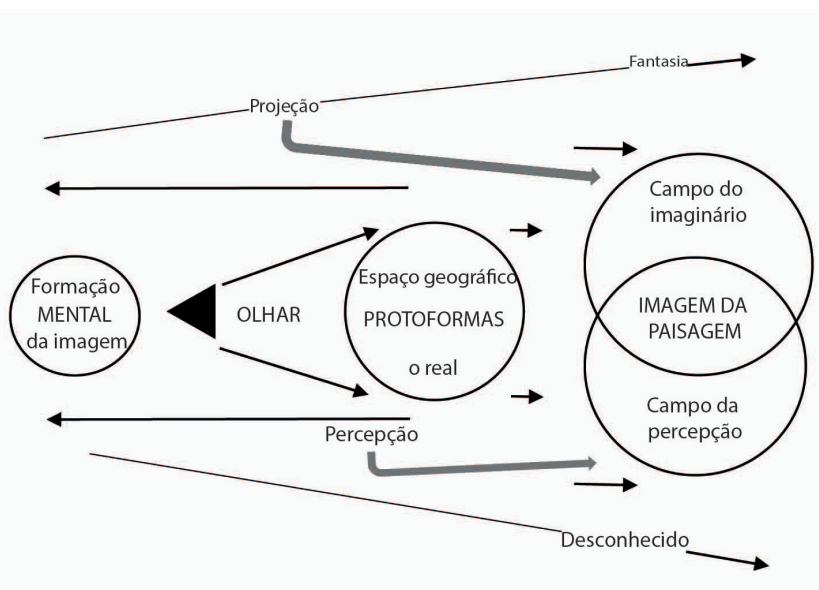 Fantasia
Projeção
Campo do
imaginário
Formação
MENTAL
da imagem
OLHAR
Espaço geográfico
PROTOFORMAS
o real
IMAGEM DA
PAISAGEM
Campo da
percepção
Percepção
Desconhecido